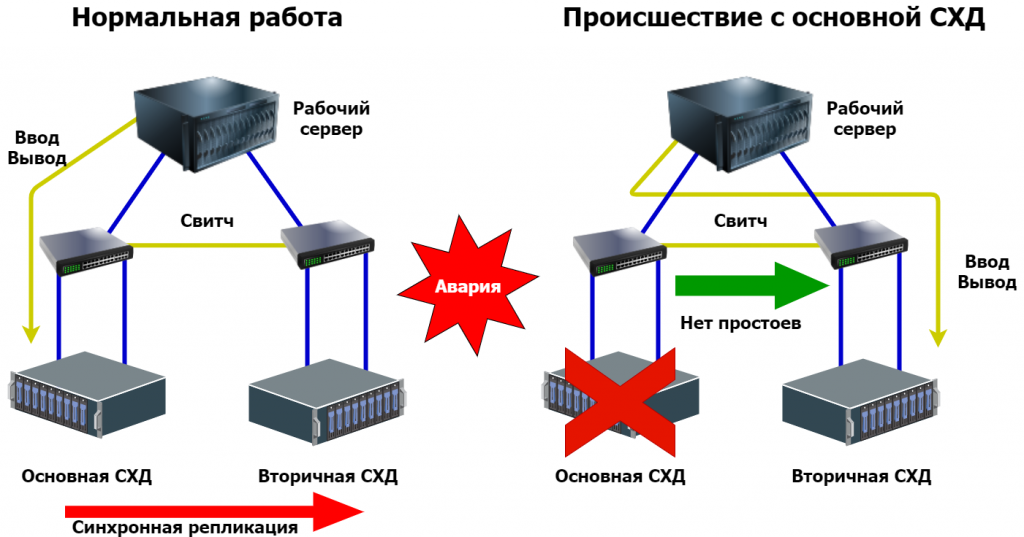 Нормальная работа
Ввод
Вывод
Рабочий
сервер
Свитч
Основная СХД
Вторичная СХД
Синхронная репликация
Авария
Происшествие с основной СХД
Рабочий
сервер
Свитч
Ввод
Вывод
Нет простоев
Основная СХД
Вторичная СХД